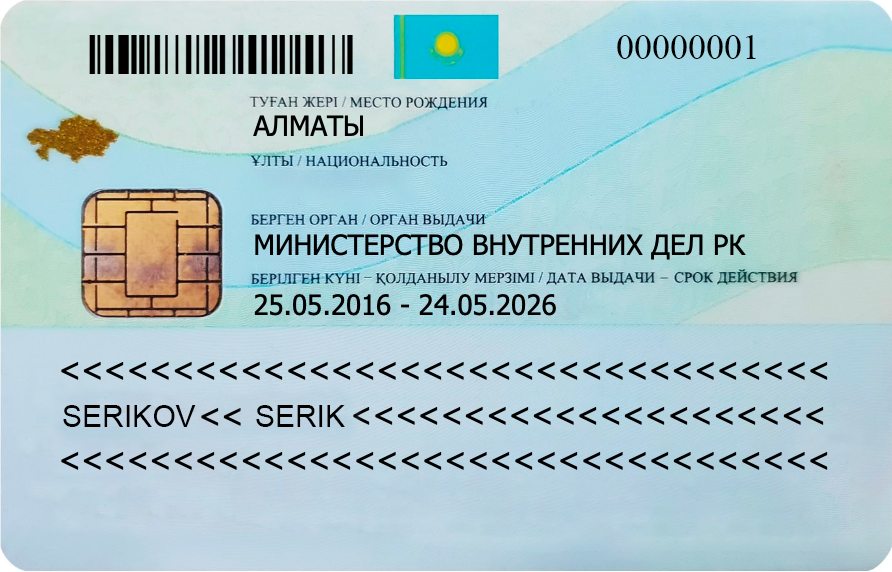 00000001
ТУҒАН ЖЕРІ / МЕСТО РОЖДЕНИЯ
АЛМАТЫ
ҰЛТЫ / НАЦИОНАЛЬНОСТЬ
БЕРГЕН ОРГАН / ОРГАН ВЫДАЧИ
МИНИСТЕРСТВО ВНУТРЕННИХ ДЕЛ РК
БЕРІЛГЕН КҮНІ – ҚОЛДАНЫЛУ МЕРЗІМІ / ДАТА ВЫДАЧИ – СРОК ДЕЙСТВИЯ
25.05.2016 - 24.05.2026
<<<<<<<<<<<<<<<<<<<<<<<<<<<<<<<<<<
SERIKOV<< SERIK<<<<<<<<<<<<<<<<<<<<<
<<<<<<<<<<<<<<<<<<<<<<<<<<<<<<<<<<